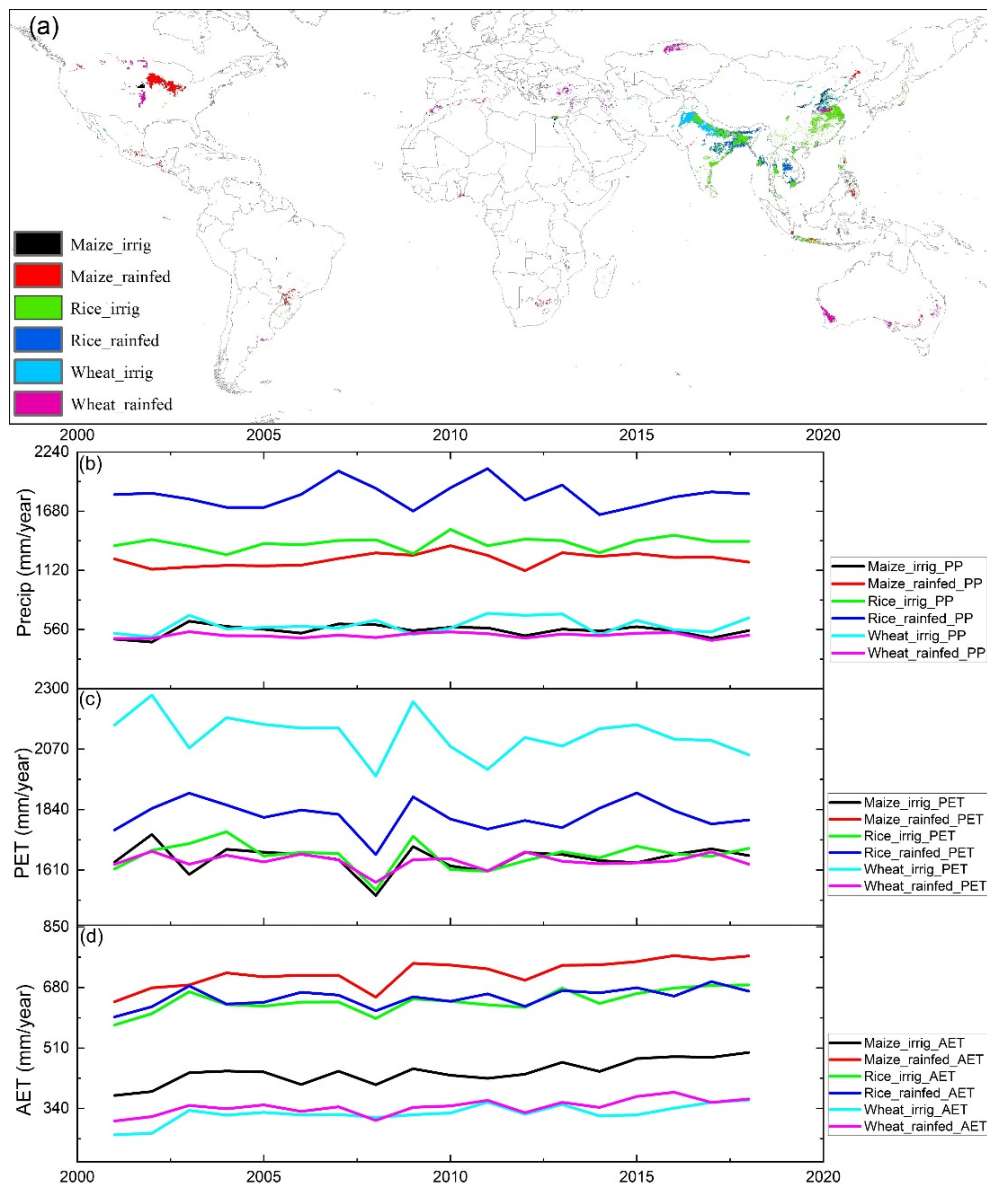 (a)
Maize_irrig
Maize_rainfed
Rice_irrig
Rice_rainfed
Wheat_irrig
Wheat_rainfed
2000 2005 2010 2015 2020
(b)
2240
1680
1120
560
Precip (mm/year)
Maize_irrig_PP
Maize_rainfed_PP
Rice_irrig_PP
Rice_rainfed_PP
Wheat_irrig_PP
Wheat_rainfed_PP
(c)
2300
2070
1840
1610
PET (mm/year)
Maize_irrig_PET
Maize_rainfed_PET
Rice_irrig_PET
Rice_rainfed_PET
Wheat_irrig_PET
Wheat_rainfed_PET
(d)
850
680
510
340
AET (mm/year)
Maize_irrig_AET
Maize_rainfed_AET
Rice_irrig_AET
Rice_rainfed_AET
Wheat_irrig_AET
Wheat_rainfed_AET
2000 2005 2010 2015 2020